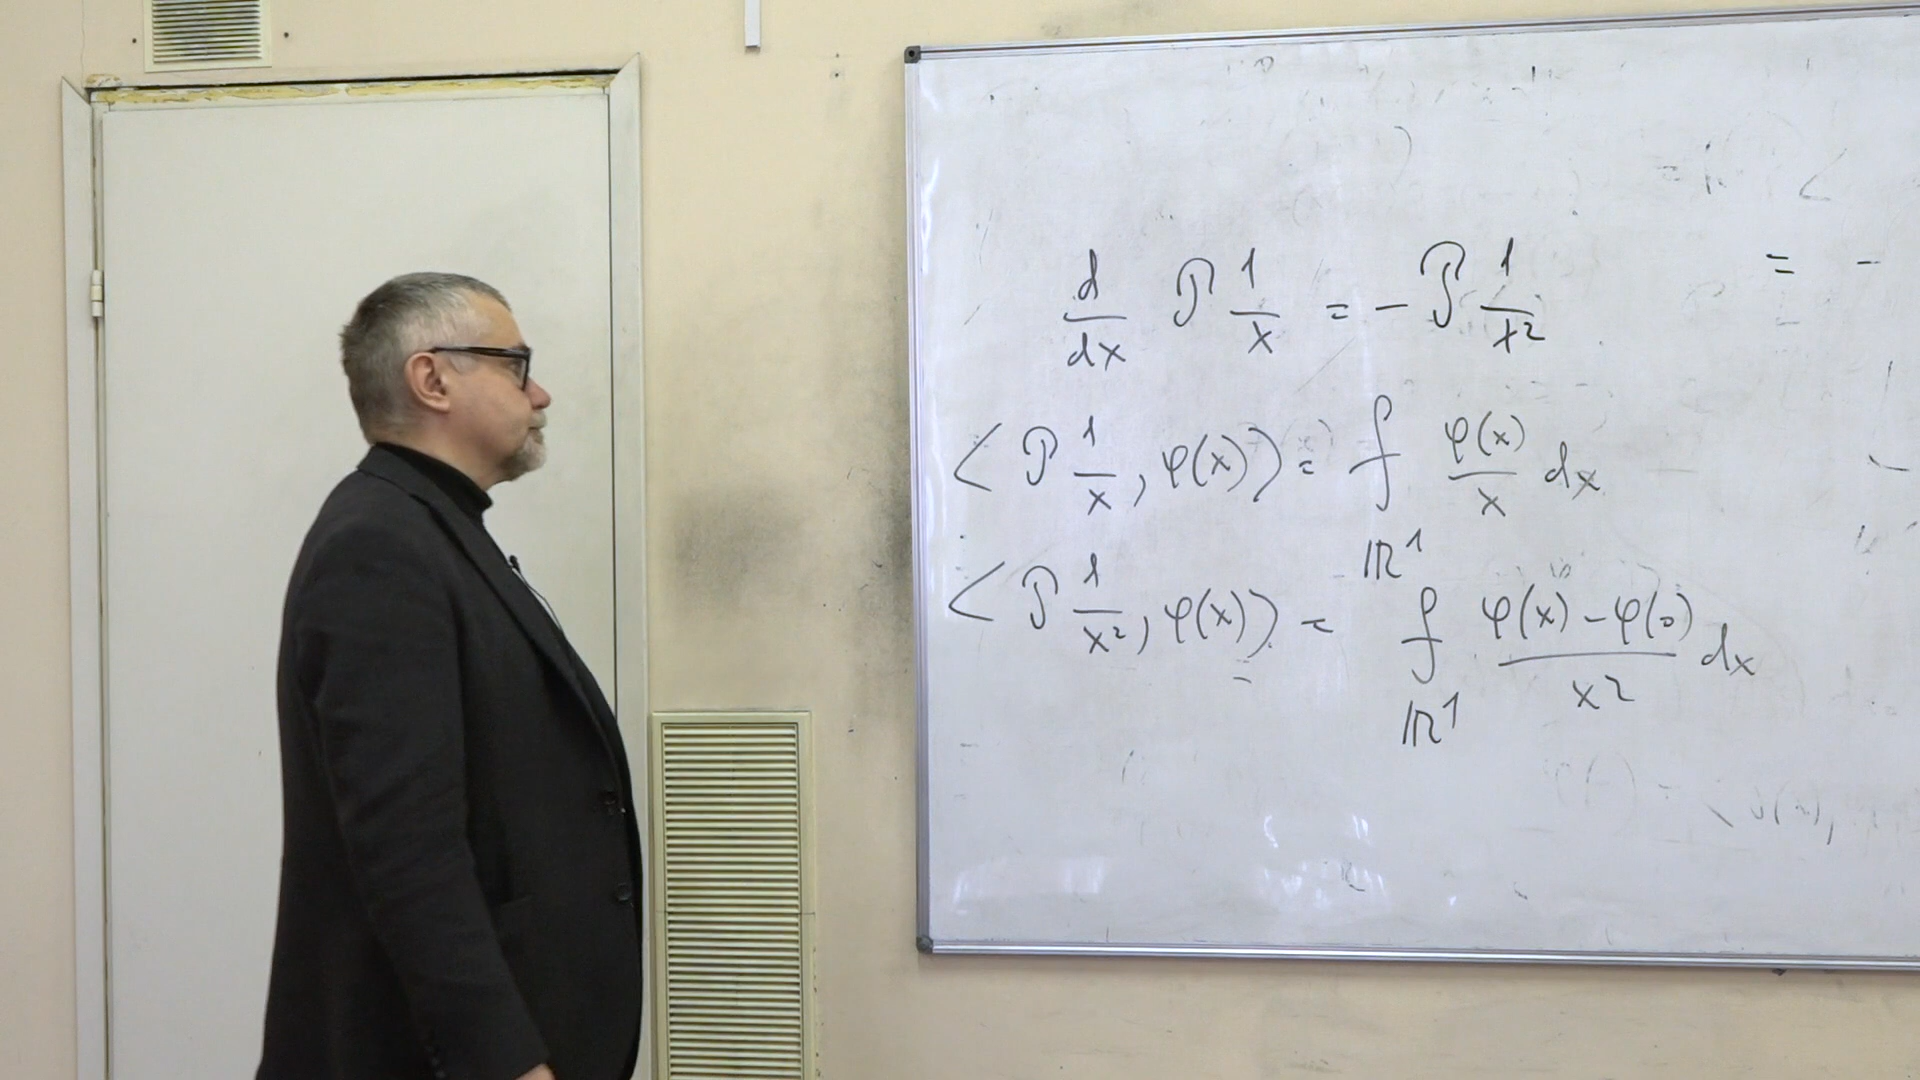 d/dx 𝒫 1/x = - 𝒫 1/x² = -
< 𝒫 1/x, φ(x) > = ⨍_{ℝ¹} φ(x)/x dx
< 𝒫 1/x², φ(x) > = ⨍_{ℝ¹} (φ(x) - φ(0))/x² dx